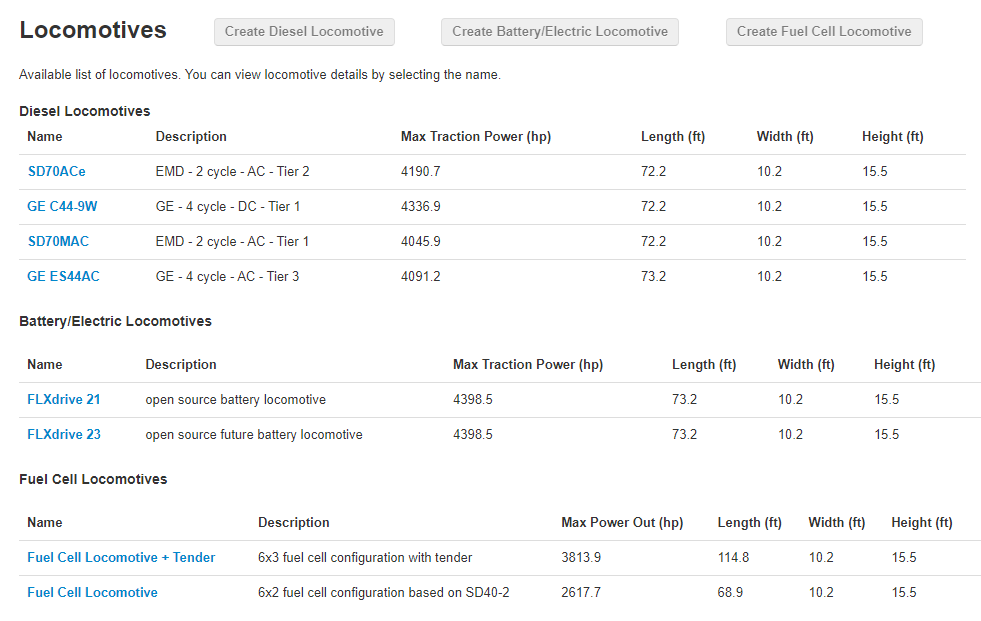 Locomotives Create Diesel Locomotive Create Battery/Electric Locomotive Create Fuel Cell Locomotive
Available list of locomotives. You can view locomotive details by selecting the name.
Diesel Locomotives
Name Description Max Traction Power (hp) Length (ft) Width (ft) Height (ft)
SD70ACe EMD - 2 cycle - AC - Tier 2 4190.7 72.2 10.2 15.5
GE C44-9W GE - 4 cycle - DC - Tier 1 4336.9 72.2 10.2 15.5
SD70MAC EMD - 2 cycle - AC - Tier 1 4045.9 72.2 10.2 15.5
GE ES44AC GE - 4 cycle - AC - Tier 3 4091.2 73.2 10.2 15.5
Battery/Electric Locomotives
Name Description Max Traction Power (hp) Length (ft) Width (ft) Height (ft)
FLXdrive 21 open source battery locomotive 4398.5 73.2 10.2 15.5
FLXdrive 23 open source future battery locomotive 4398.5 73.2 10.2 15.5
Fuel Cell Locomotives
Name Description Max Power Out (hp) Length (ft) Width (ft) Height (ft)
Fuel Cell Locomotive + Tender 6x3 fuel cell configuration with tender 3813.9 114.8 10.2 15.5
Fuel Cell Locomotive 6x2 fuel cell configuration based on SD40-2 2617.7 68.9 10.2 15.5